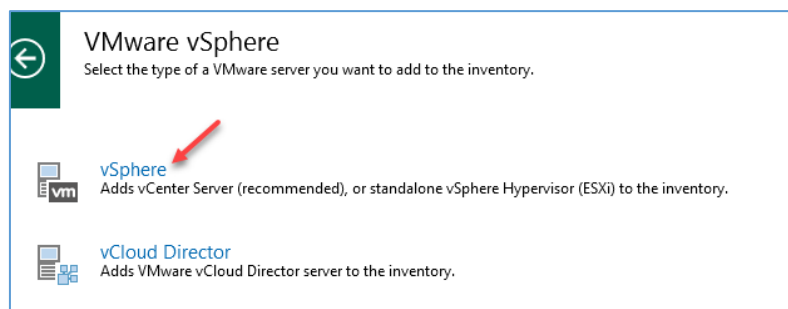 VMware vSphere
Select the type of a VMware server you want to add to the inventory.
vSphere
vm
Adds vCenter Server (recommended), or standalone vSphere Hypervisor (ESXi) to the inventory.
vCloud Director
Adds VMware vCloud Director server to the inventory.